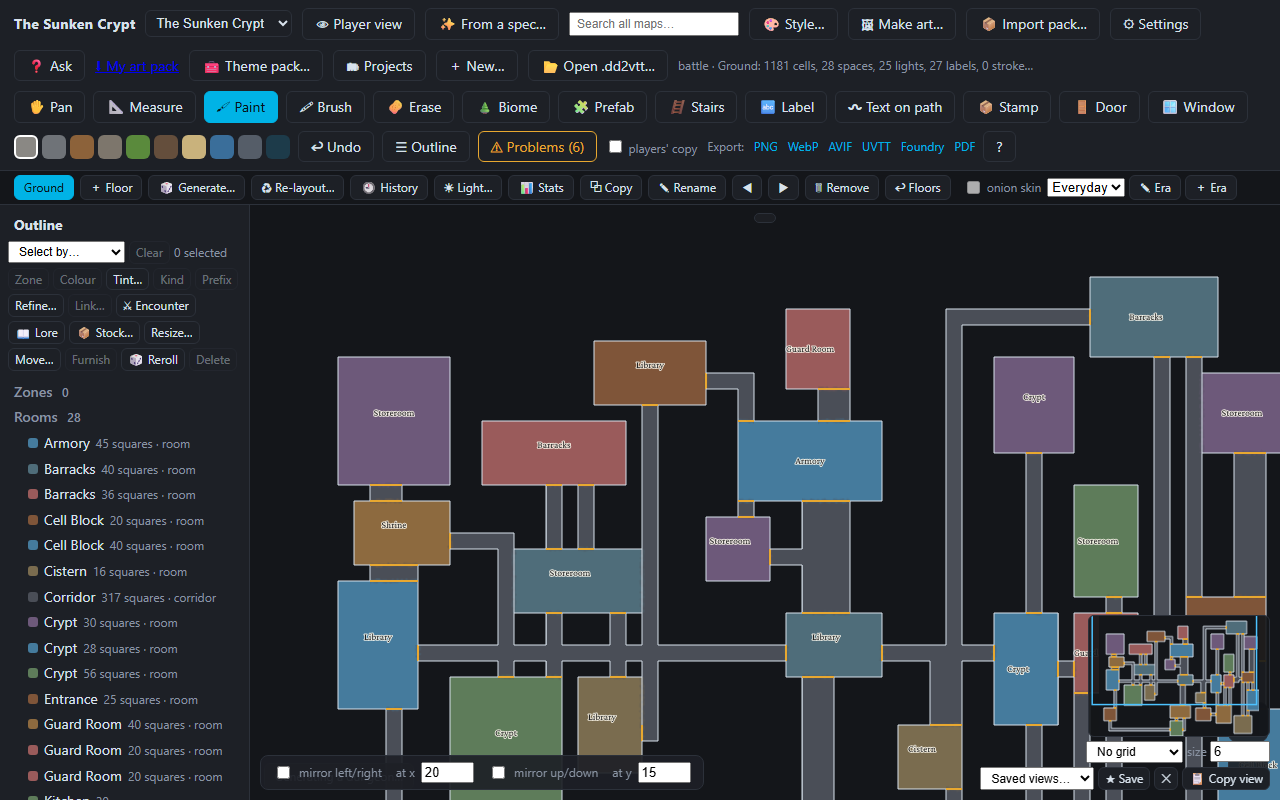 The Sunken Crypt The Sunken Crypt Player view From a spec… Search all maps… Style… Make art… Import pack… Settings
Ask My art pack Theme pack… Projects + New… Open .dd2vtt… battle · Ground: 1181 cells, 28 spaces, 25 lights, 27 labels, 0 stroke…
Pan Measure Paint Brush Erase Biome Prefab Stairs Label Text on path Stamp Door Window
Undo Outline Problems (6) players' copy Export: PNG WebP AVIF UVTT Foundry PDF ?
Ground + Floor Generate… Re-layout… History Light… Stats Copy Rename Remove Floors onion skin Everyday Era + Era
Outline
Select by… Clear 0 selected
Zone Colour Tint… Kind Prefix
Refine… Link… Encounter
Lore Stock… Resize…
Move… Furnish Reroll Delete
Zones 0
Rooms 28
Armory 45 squares · room
Barracks 40 squares · room
Barracks 36 squares · room
Cell Block 20 squares · room
Cell Block 40 squares · room
Cistern 16 squares · room
Corridor 317 squares · corridor
Crypt 30 squares · room
Crypt 28 squares · room
Crypt 56 squares · room
Entrance 25 squares · room
Guard Room 40 squares · room
Guard Room 20 squares · room
Guard Room 20 squares · room
Barracks
Guard Room
Library
Crypt
Storeroom
Storeroom
Barracks
Armory
Shrine
Storeroom
Storeroom
Storeroom
Library
Library
Crypt
Library
Crypt
Cistern
No grid size 6
mirror left/right at x 20 mirror up/down at y 15
Saved views… Save Copy view